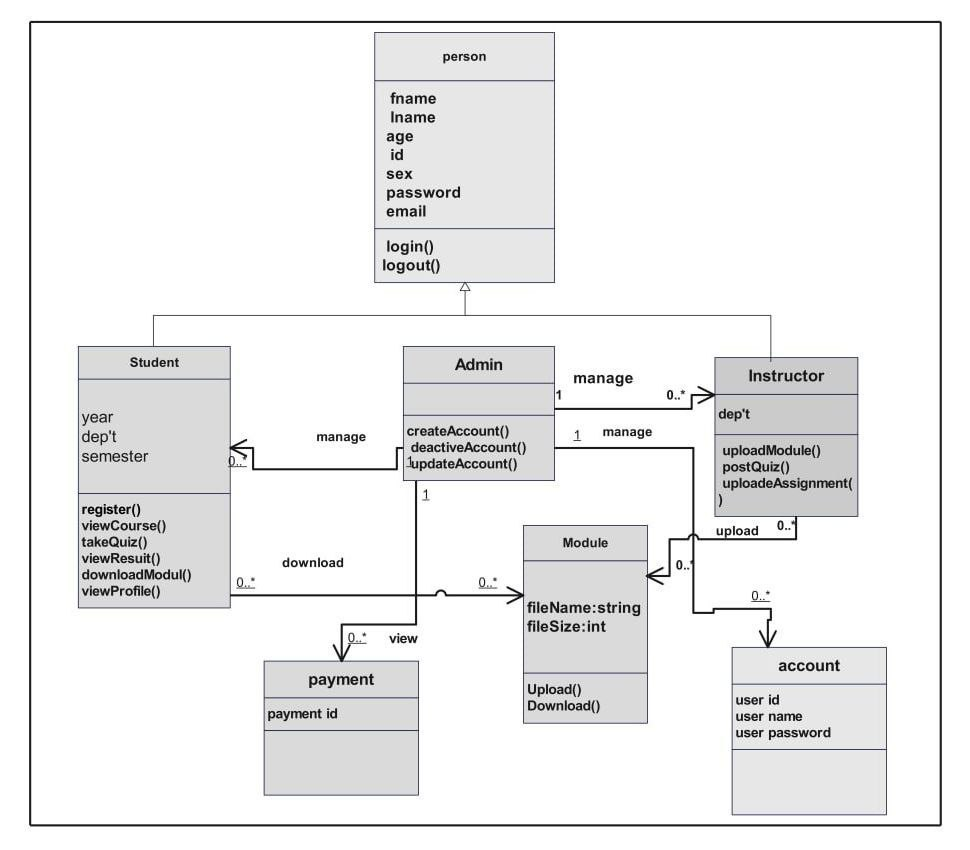 person
fname
lname
age
id
sex
password
email
login()
logout()
Student
year
dep't
semester
register()
viewCourse()
takeQuiz()
viewResuit()
downloadModul()
viewProfile()
Admin
createAccount()
deactiveAccount()
updateAccount()
Instructor
dep't
uploadModule()
postQuiz()
uploadeAssignment(
)
manage
1
0..*
manage
1
0..*
1
manage
0..*
1
view
0..*
download
0..*
0..*
upload
0..*
0..*
Module
fileName:string
fileSize:int
Upload()
Download()
payment
payment id
account
user id
user name
user password